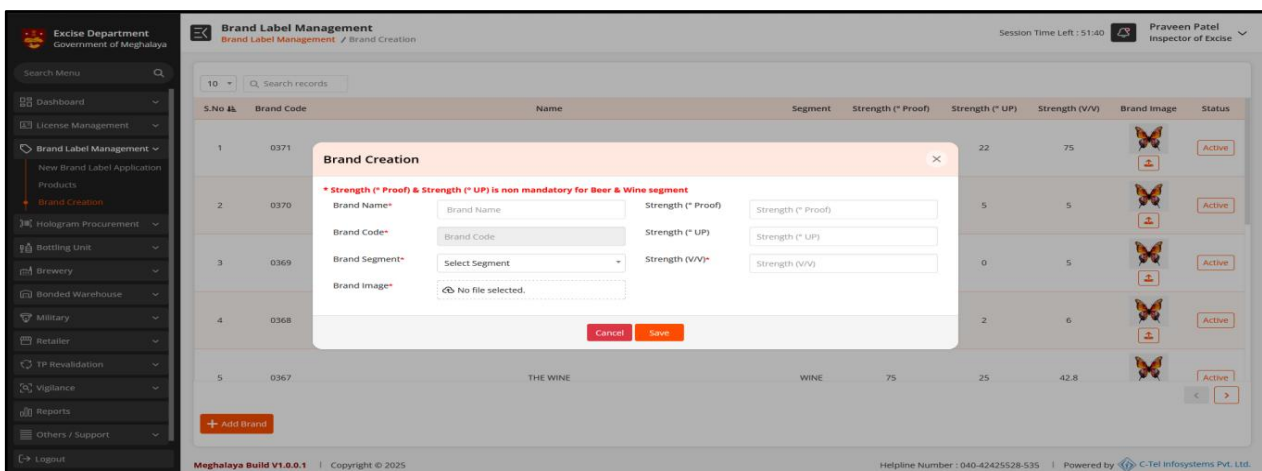 Excise Department
Government of Meghalaya
Brand Label Management
Brand Label Management / Brand Creation
Session Time Left : 51:40
Praveen Patel
Inspector of Excise
Search Menu
Dashboard
License Management
Brand Label Management
New Brand Label Application
Products
Brand Creation
Hologram Procurement
Bottling Unit
Brewery
Bonded Warehouse
Military
Retailer
TP Revalidation
Vigilance
Reports
Others / Support
Logout
10 Search records
S.No Brand Code Name Segment Strength (° Proof) Strength (° UP) Strength (V/V) Brand Image Status
1 0371 22 75 Active
2 0370 5 5 Active
3 0369 0 5 Active
4 0368 2 6 Active
5 0367 THE WINE WINE 75 25 42.8 Active
Brand Creation
* Strength (° Proof) & Strength (° UP) is non mandatory for Beer & Wine segment
Brand Name* Brand Name Strength (° Proof) Strength (° Proof)
Brand Code* Brand Code Strength (° UP) Strength (° UP)
Brand Segment* Select Segment Strength (V/V)* Strength (V/V)
Brand Image* No file selected.
Cancel Save
< >
+ Add Brand
Meghalaya Build V1.0.0.1 | Copyright © 2025
Helpline Number : 040-42425528-535 | Powered by C-Tel Infosystems Pvt. Ltd.